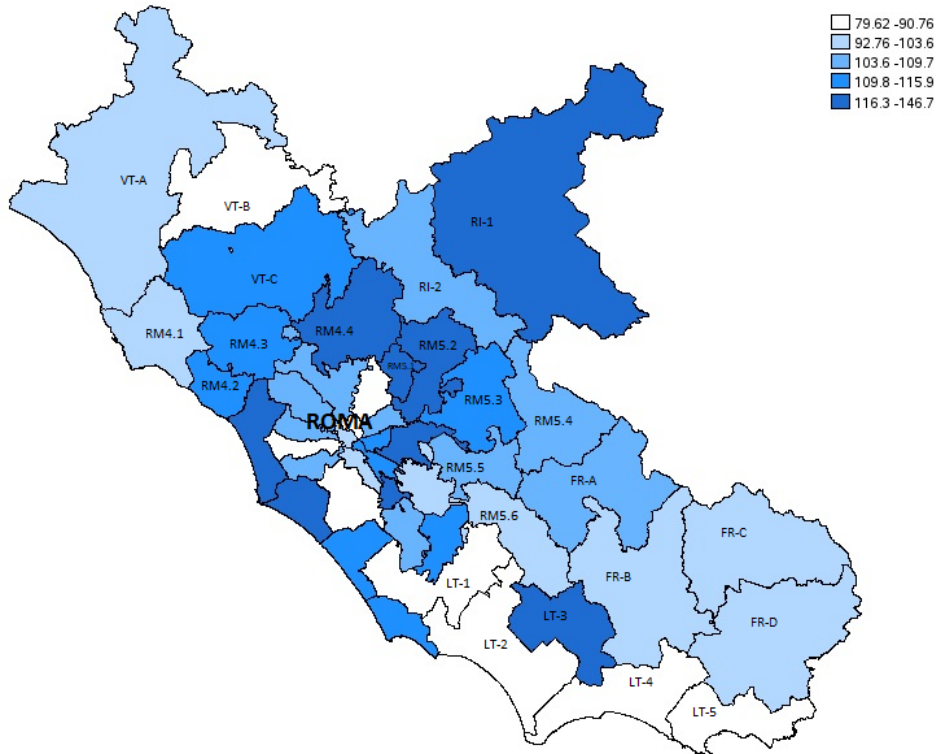 79.62 -90.76
92.76 -103.6
103.6 -109.7
109.8 -115.9
116.3 -146.7
VT-A
VT-B
RI-1
VT-C
RI-2
RM4.1
RM4.3
RM4.4
RM5.2
RM5.1
RM4.2
RM5.3
ROMA
RM5.4
RM5.5
FR-A
RM5.6
FR-C
FR-B
LT-1
LT-3
FR-D
LT-2
LT-4
LT-5